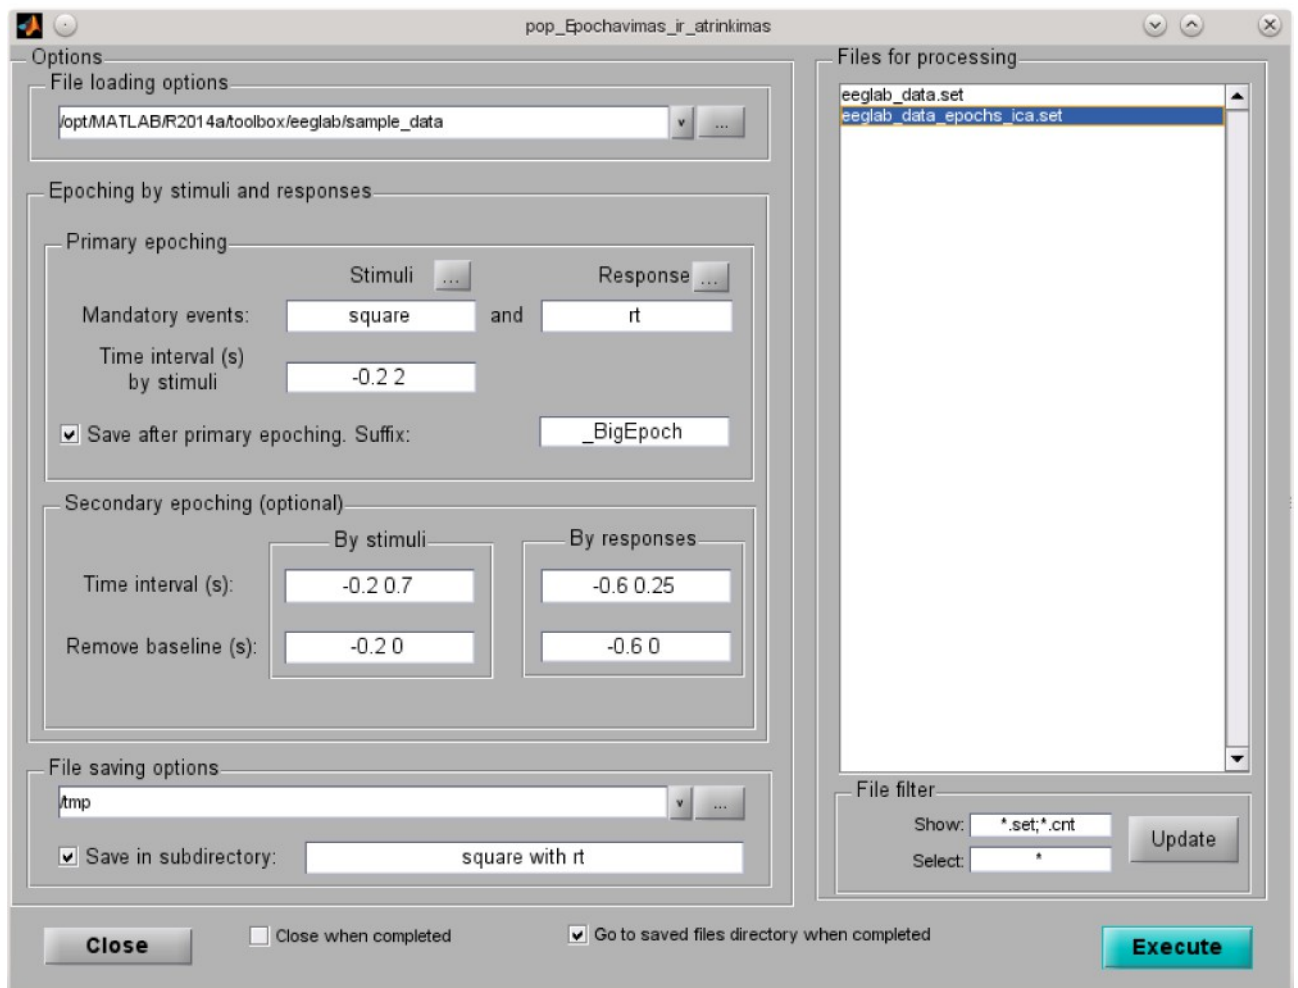 pop_Epochavimas_ir_atrinkimas
Options
File loading options
/opt/MATLAB/R2014a/toolbox/eeglab/sample_data
v
...
Epoching by stimuli and responses
Primary epoching
Stimuli ... Response ...
Mandatory events: square and rt
Time interval (s)
by stimuli
-0.2 2
Save after primary epoching. Suffix: _BigEpoch
Secondary epoching (optional)
By stimuli By responses
Time interval (s): -0.2 0.7 -0.6 0.25
Remove baseline (s): -0.2 0 -0.6 0
File saving options
/tmp
v
...
Save in subdirectory: square with rt
Files for processing
eeglab_data.set
eeglab_data_epochs_ica.set
File filter
Show: *.set;*.cnt
Select: *
Update
Close
Close when completed
Go to saved files directory when completed
Execute